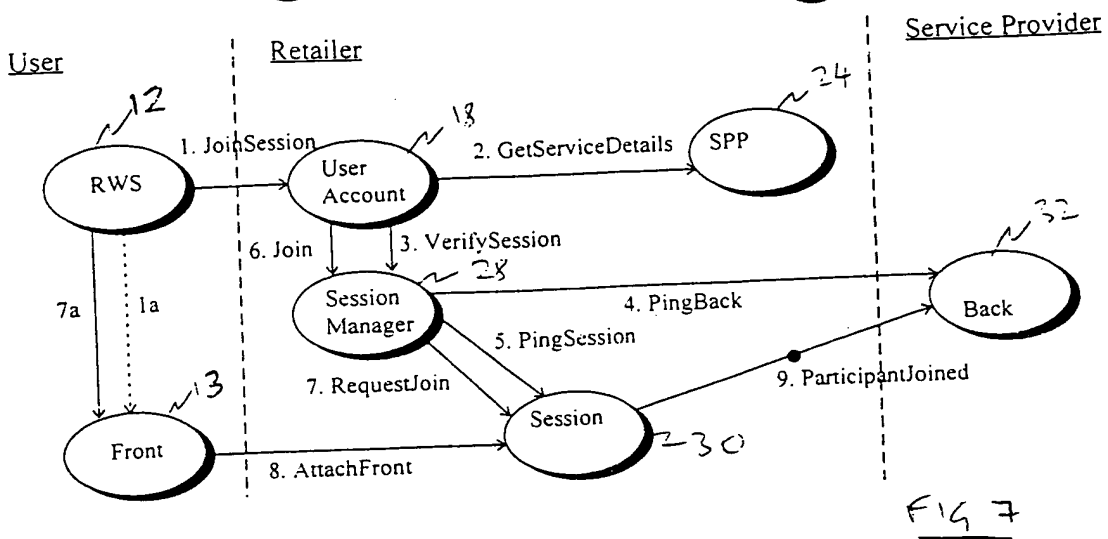 User
Retailer
Service Provider
12
18
24
1. JoinSession
2. GetServiceDetails
RWS
User
Account
SPP
32
6. Join
3. VerifySession
28
7a
1a
Session
Manager
4. PingBack
Back
5. PingSession
7. RequestJoin
9. ParticipantJoined
13
Front
Session
30
8. AttachFront
FIG 7